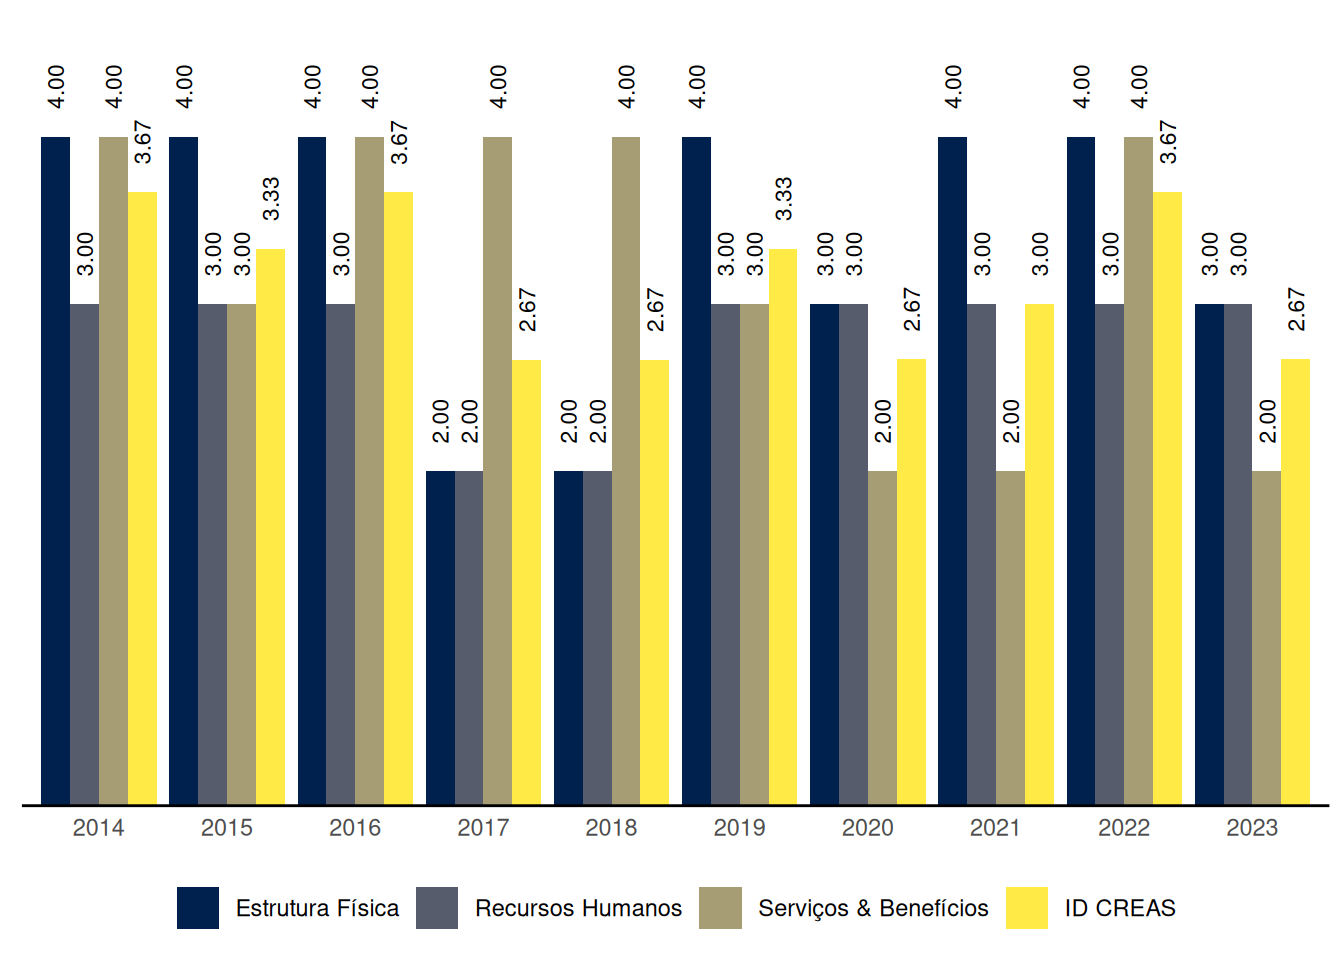 4.00 4.00 4.00 4.00 4.00 4.00 4.00 4.00 4.00 4.00 4.00
3.67 3.67 3.67
3.33 3.33
3.00 3.00 3.00 3.00 3.00 3.00 3.00 3.00 3.00 3.00 3.00 3.00
2.67 2.67 2.67 2.67
2.00 2.00 2.00 2.00 2.00 2.00 2.00
2014 2015 2016 2017 2018 2019 2020 2021 2022 2023
Estrutura Física Recursos Humanos Serviços & Benefícios ID CREAS